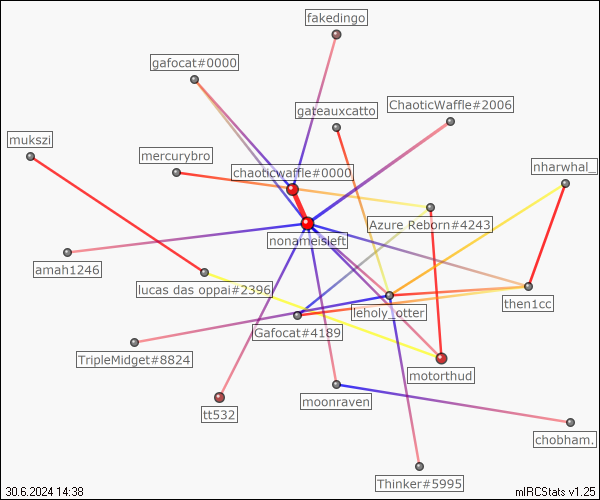 fakedingo
gafocat#0000
ChaoticWaffle#2006
gateauxcatto
mukszi
mercurybro
nharwhal_
chaoticwaffle#0000
Azure Reborn#4243
nonameisleft
amah1246
lucas das oppai#2396
then1cc
leholy_otter
Gafocat#4189
TripleMidget#8824
motorthud
moonraven
tt532
chobham.
Thinker#5995
30.6.2024 14:38
mIRCStats v1.25